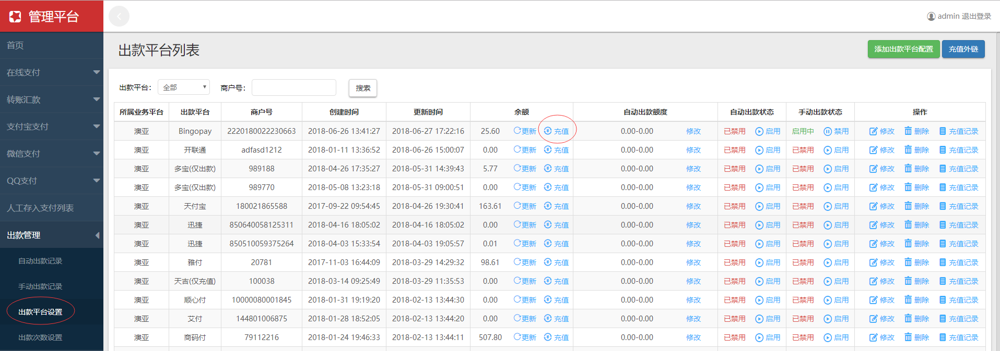 管理平台
admin 退出登录
首页
在线支付
转账汇款
支付宝支付
微信支付
QQ支付
人工存入支付列表
出款管理
自动出款记录
手动出款记录
出款平台设置
出款次数设置
出款平台列表
添加出款平台配置 充值外链
出款平台： 全部 商户号： 搜索
所属业务平台 出款平台 商户号 创建时间 更新时间 余额 自动出款额度 自动出款状态 手动出款状态 操作
澳亚 Bingopay 2220180022230663 2018-06-26 13:41:27 2018-06-27 17:22:16 25.60 更新 充值 0.00-0.00 修改 已禁用 启用 启用中 禁用 修改 删除 充值记录
澳亚 开联通 adfasd1212 2018-01-11 13:36:52 2018-06-26 15:00:07 0.00 更新 充值 0.00-0.00 修改 已禁用 启用 已禁用 启用 修改 删除 充值记录
澳亚 多宝(仅出款) 989188 2018-04-26 17:35:27 2018-05-31 14:39:43 5.77 更新 充值 0.00-0.00 修改 已禁用 启用 已禁用 启用 修改 删除 充值记录
澳亚 多宝(仅出款) 989770 2018-05-08 13:23:18 2018-05-31 09:00:51 0.00 更新 充值 0.00-0.00 修改 已禁用 启用 已禁用 启用 修改 删除 充值记录
澳亚 天付宝 180021865588 2017-09-22 09:54:45 2018-04-26 19:30:41 163.61 更新 充值 0.00-0.00 修改 已禁用 启用 已禁用 启用 修改 删除 充值记录
澳亚 迅捷 850640058125311 2018-04-16 18:05:02 2018-04-16 18:05:02 0.00 更新 充值 0.00-0.00 修改 已禁用 启用 已禁用 启用 修改 删除 充值记录
澳亚 迅捷 850510059375264 2018-04-03 15:33:54 2018-04-03 19:05:57 0.01 更新 充值 0.00-0.00 修改 已禁用 启用 已禁用 启用 修改 删除 充值记录
澳亚 雅付 20781 2017-11-03 16:44:09 2018-03-29 14:29:32 98.61 更新 充值 0.00-0.00 修改 已禁用 启用 已禁用 启用 修改 删除 充值记录
澳亚 天吉(仅充值) 100038 2018-03-14 09:25:49 2018-03-29 11:35:53 0.00 更新 充值 0.00-0.00 修改 已禁用 启用 已禁用 启用 修改 删除 充值记录
澳亚 顺心付 10000080001845 2018-01-31 19:19:20 2018-02-13 13:44:30 0.00 更新 充值 0.00-0.00 修改 已禁用 启用 已禁用 启用 修改 删除 充值记录
澳亚 艾付 144801006875 2018-01-28 18:52:05 2018-02-13 13:44:20 0.00 更新 充值 0.00-0.00 修改 已禁用 启用 已禁用 启用 修改 删除 充值记录
澳亚 商码付 79112216 2018-01-24 19:46:33 2018-02-13 13:44:11 507.80 更新 充值 0.00-0.00 修改 已禁用 启用 已禁用 启用 修改 删除 充值记录